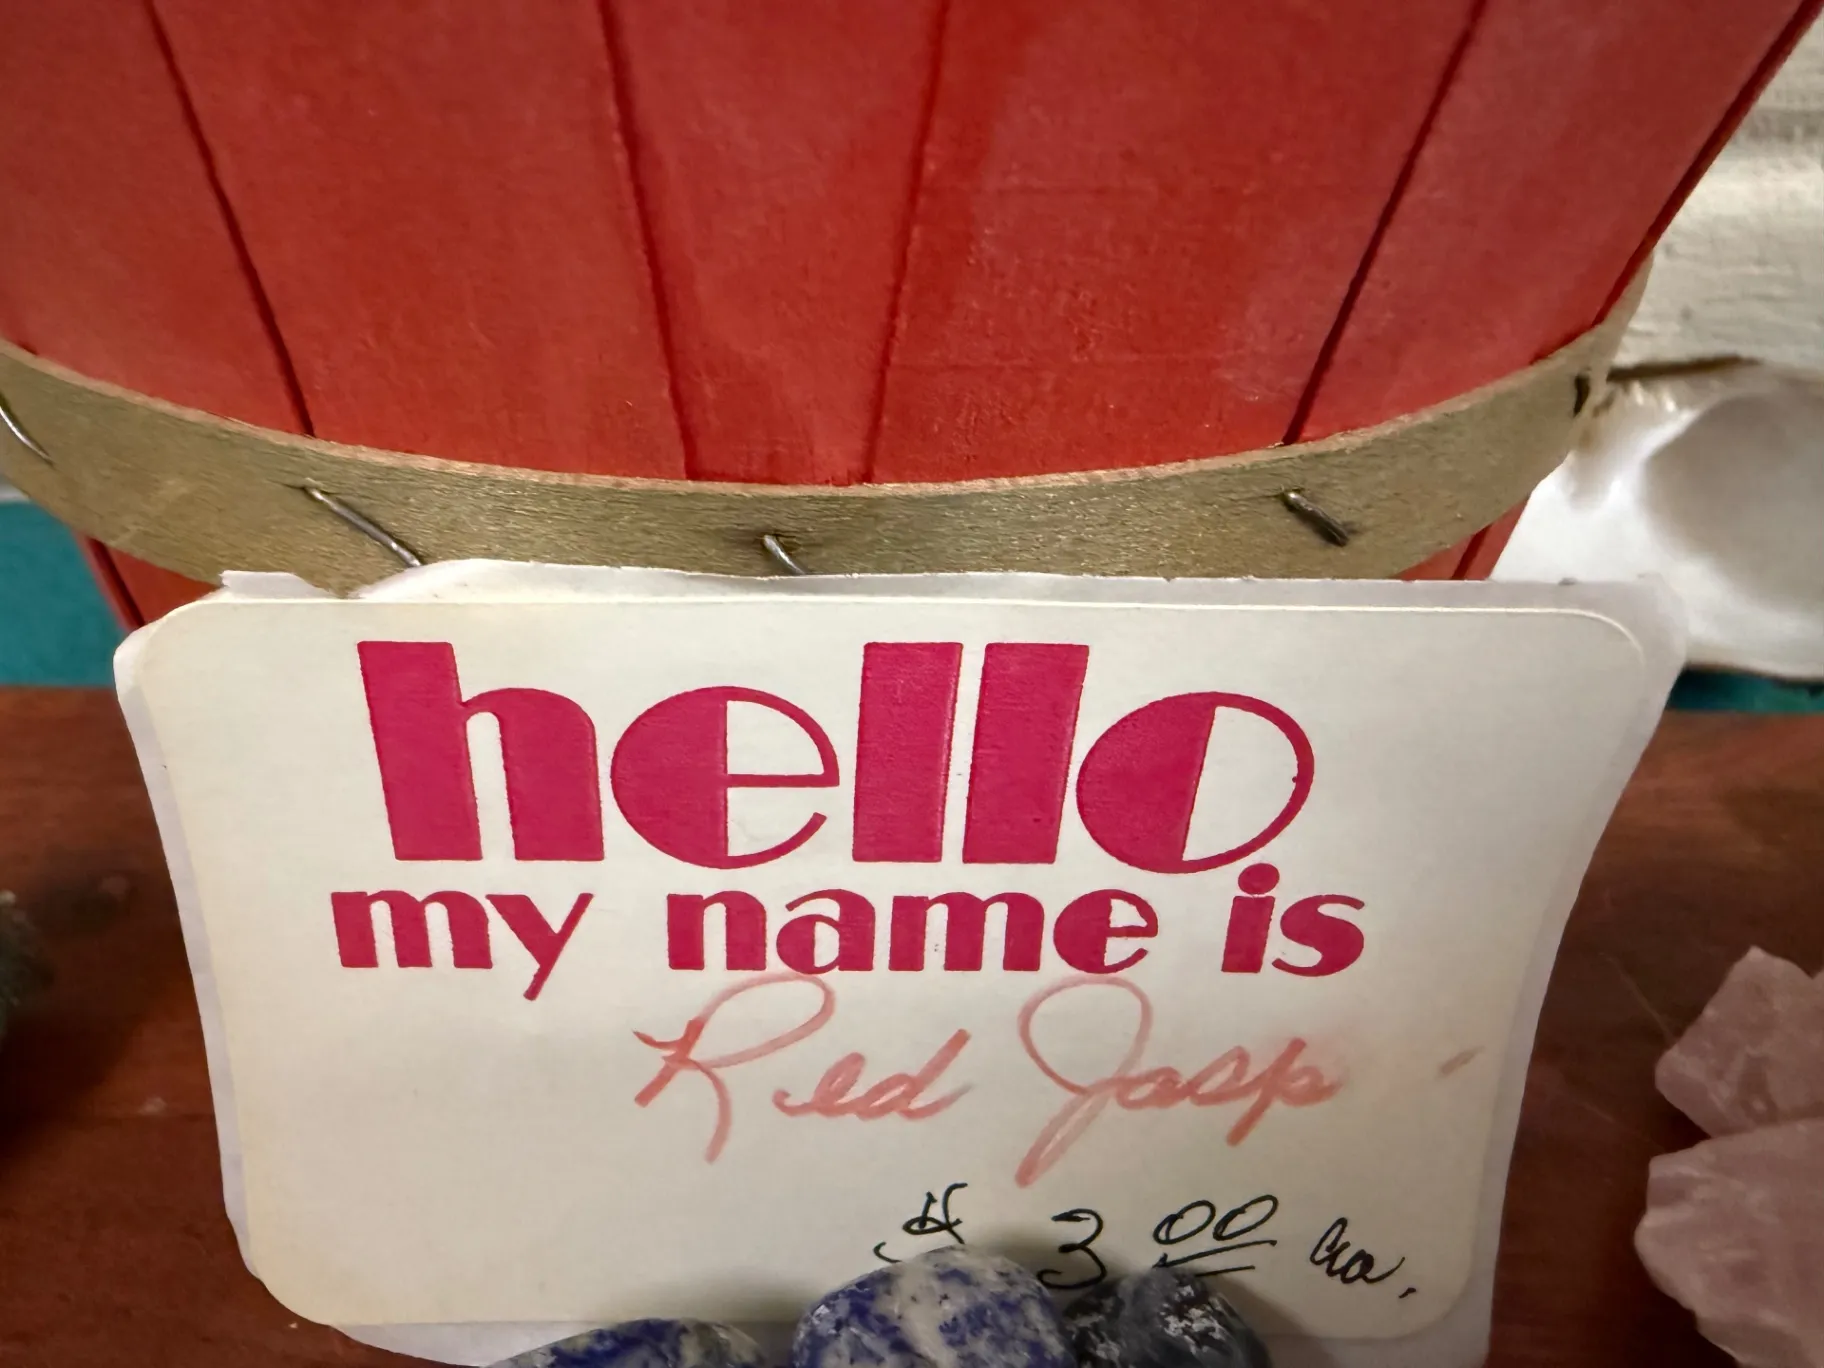 hello
my name is
Red Jasp
$ 3.00 ea.